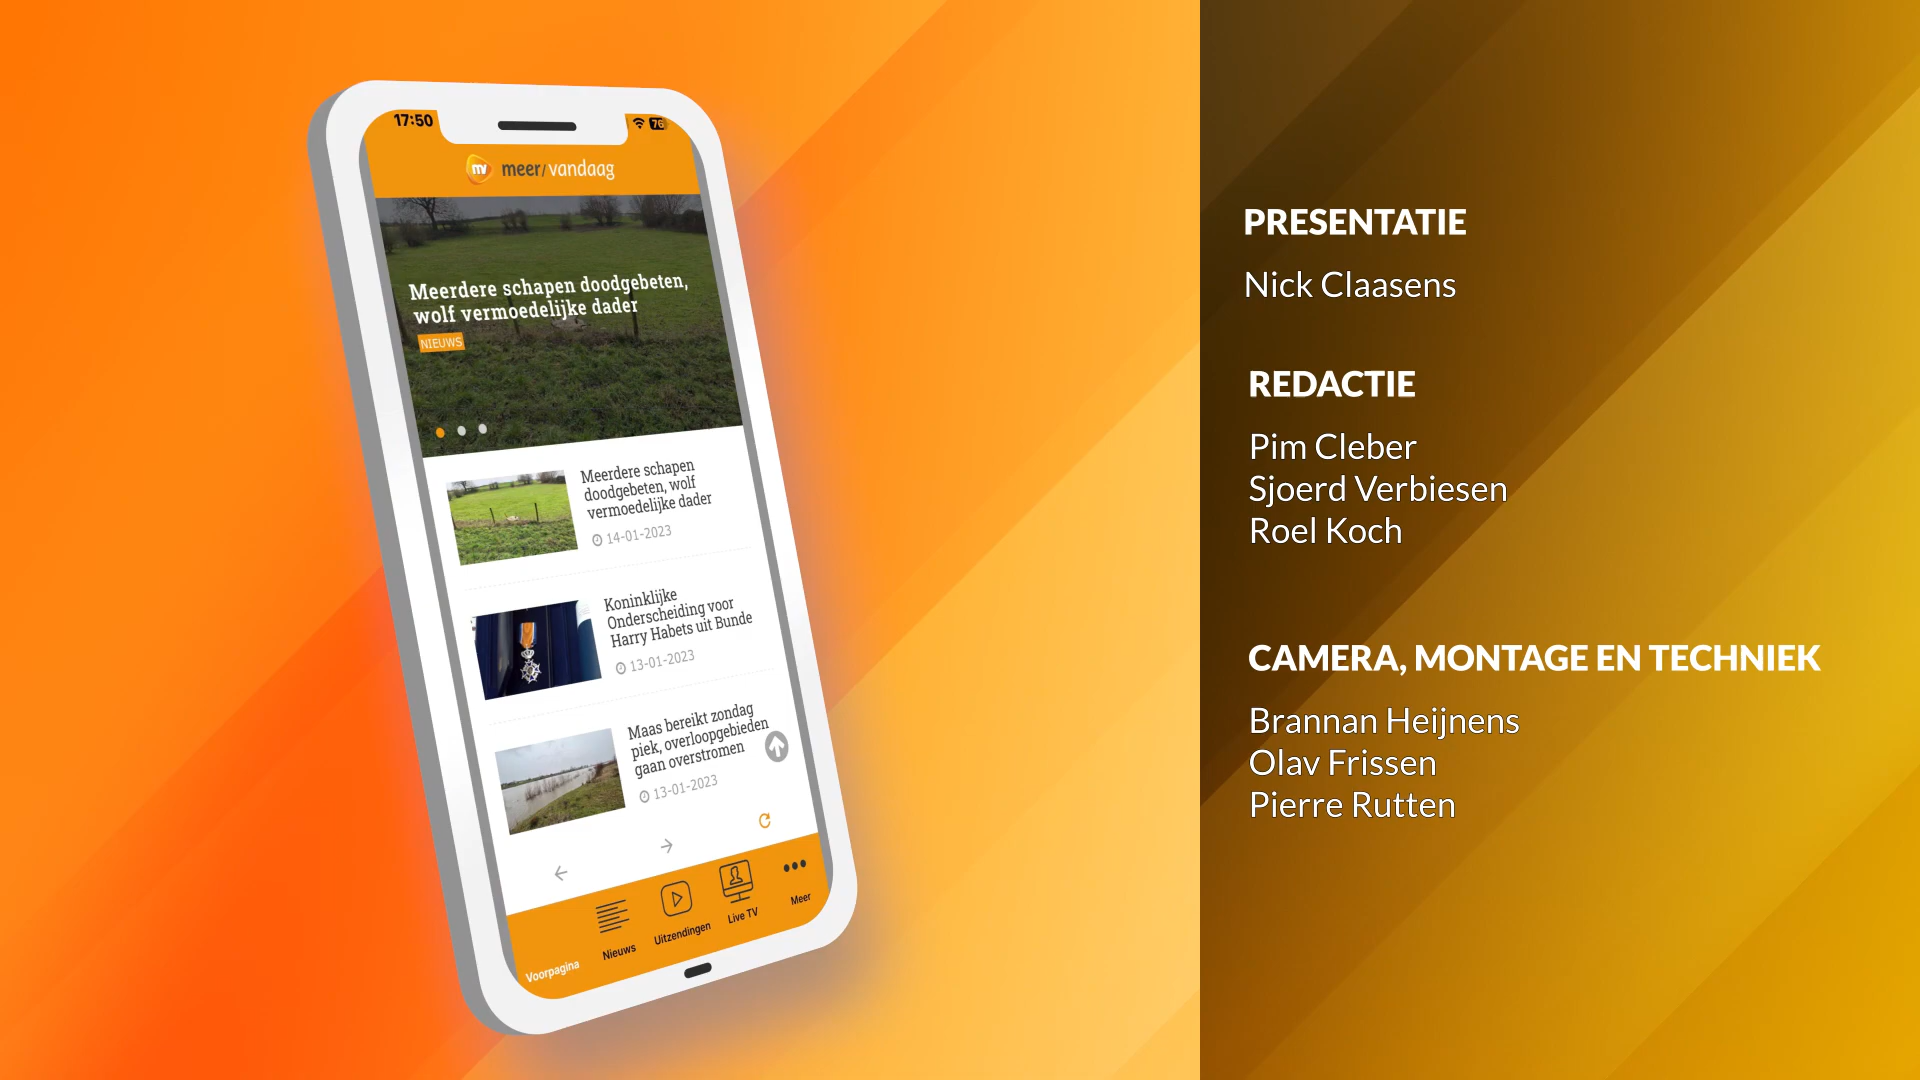 17:50
76
mv meer/vandaag
Meerdere schapen doodgebeten,
wolf vermoedelijke dader
NIEUWS
Meerdere schapen
doodgebeten, wolf
vermoedelijke dader
14-01-2023
Koninklijke
Onderscheiding voor
Harry Habets uit Bunde
13-01-2023
Maas bereikt zondag
piek, overloopgebieden
gaan overstromen
13-01-2023
Voorpagina
Nieuws
Uitzendingen
Live TV
Meer
PRESENTATIE
Nick Claasens
REDACTIE
Pim Cleber
Sjoerd Verbiesen
Roel Koch
CAMERA, MONTAGE EN TECHNIEK
Brannan Heijnens
Olav Frissen
Pierre Rutten